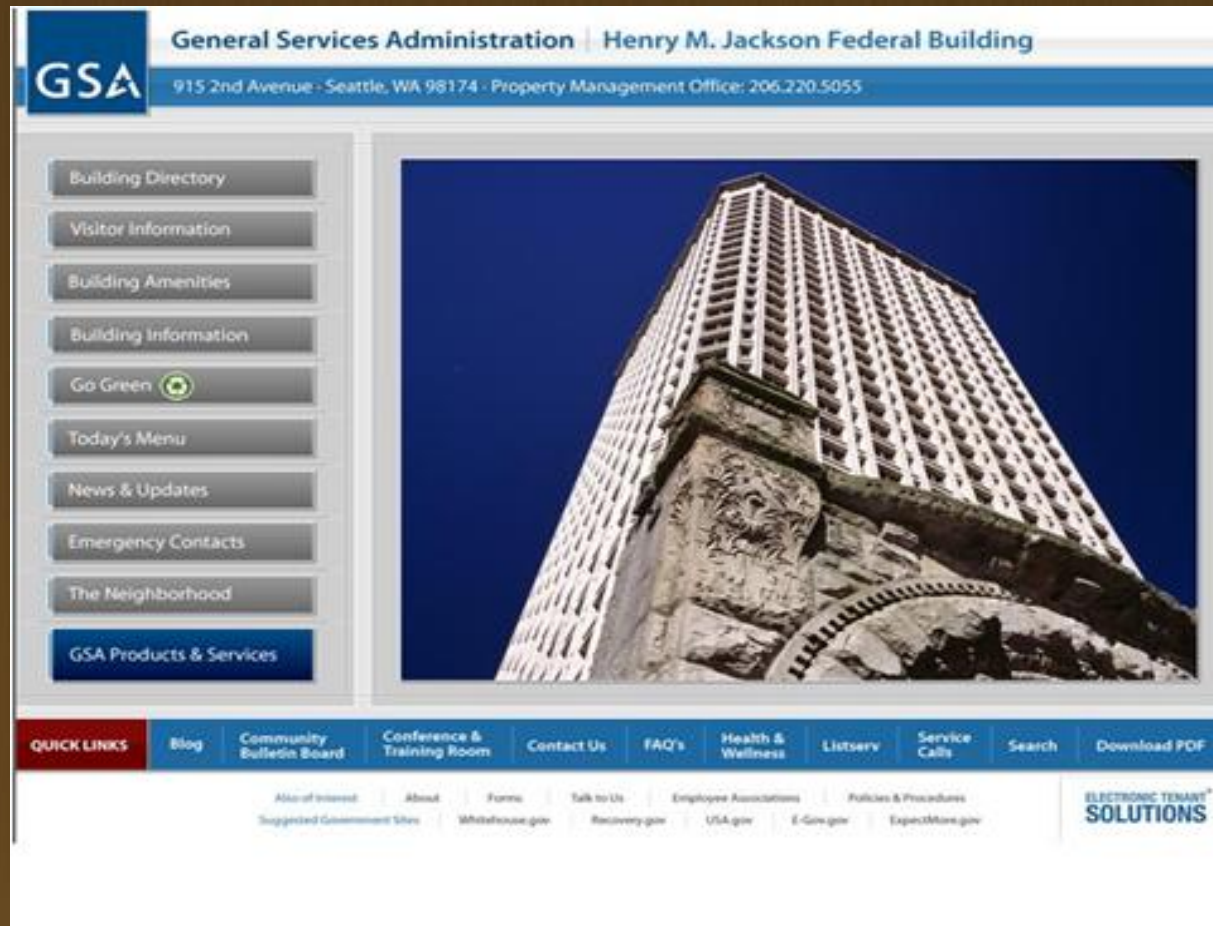 General Services Administration | Henry M. Jackson Federal Building
GSA
915 2nd Avenue - Seattle, WA 98174 - Property Management Office: 206.220.5055
Building Directory
Visitor Information
Building Amenities
Building Information
Go Green
Today's Menu
News & Updates
Emergency Contacts
The Neighborhood
GSA Products & Services
QUICK LINKS
Blog
Community
Bulletin Board
Conference &
Training Room
Contact Us
FAQ's
Health &
Wellness
Listserv
Service
Calls
Search
Download PDF
Also of Interest | About | Forms | Talk to Us | Employee Associations | Policies & Procedures
Suggested Government Sites | Whitehouse.gov | Recovery.gov | USA.gov | E-Gov.gov | ExpectMore.gov
ELECTRONIC TENANT®
SOLUTIONS